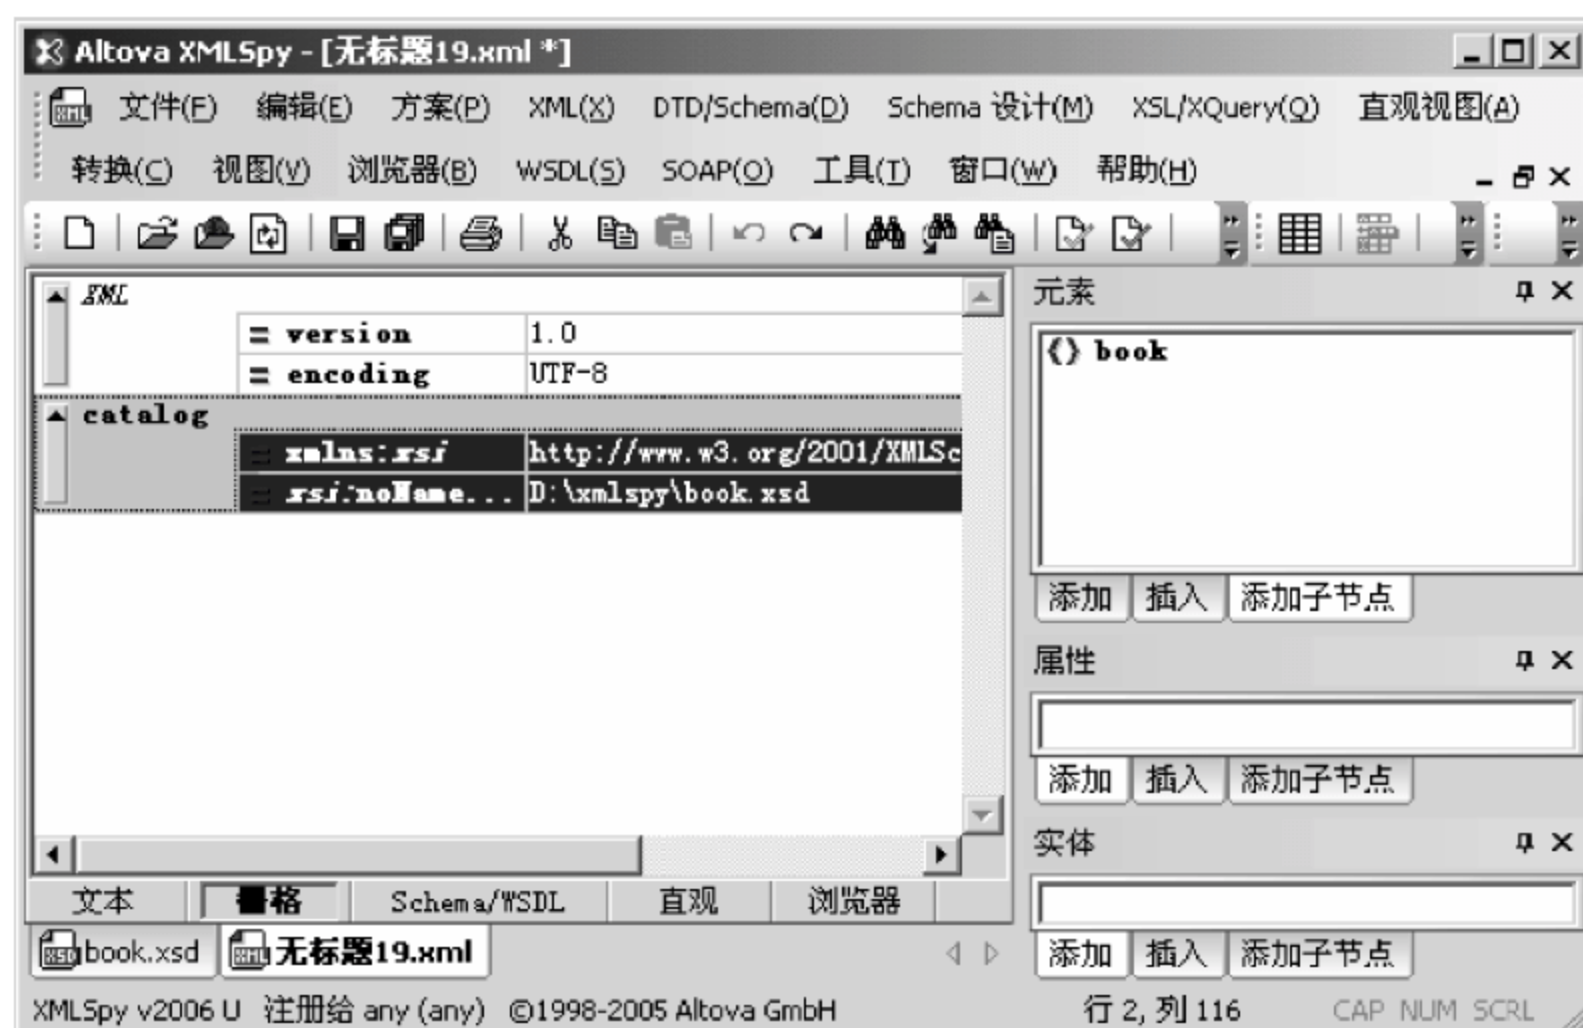 Altova XMLSpy - [无标题19.xml *]
文件(F) 编辑(E) 方案(P) XML(X) DTD/Schema(D) Schema 设计(M) XSL/XQuery(Q) 直观视图(A)
转换(C) 视图(V) 浏览器(B) WSDL(S) SOAP(O) 工具(T) 窗口(W) 帮助(H)
XML
= version 1.0
= encoding UTF-8
catalog
= xmlns:xsi http://www.w3.org/2001/XMLSc
= xsi:noName... D:\xmlspy\book.xsd
文本 栅格 Schema/WSDL 直观 浏览器
book.xsd 无标题19.xml
元素
{} book
添加 插入 添加子节点
属性
添加 插入 添加子节点
实体
添加 插入 添加子节点
XMLSpy v2006 U 注册给 any (any) ©1998-2005 Altova GmbH 行 2, 列 116 CAP NUM SCRL